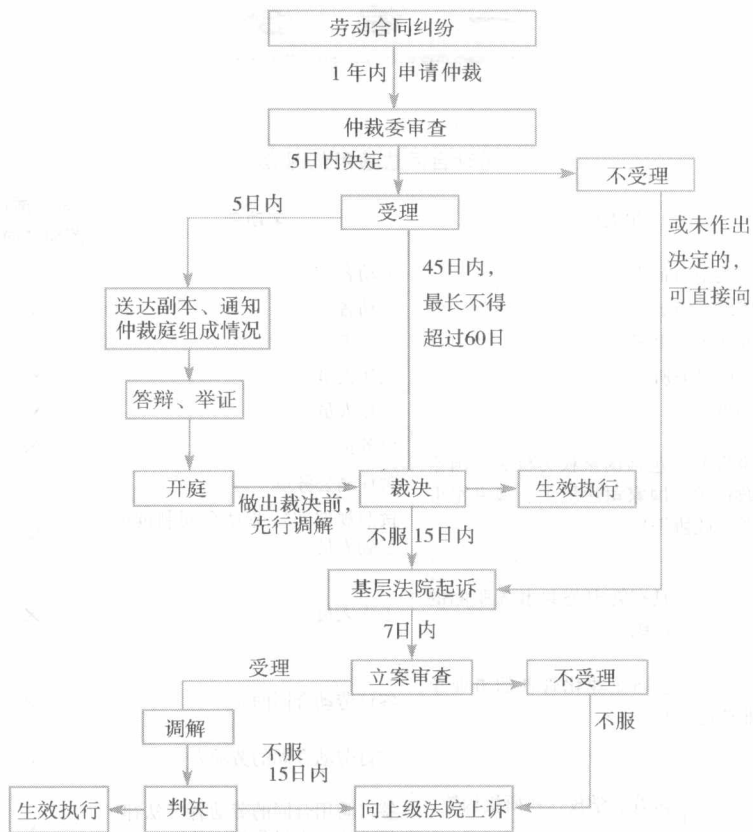 劳动合同纠纷
1年内 申请仲裁
仲裁委审查
5日内决定
不受理
5日内
受理
或未作出
决定的，
可直接向
45日内，
最长不得
超过60日
送达副本、通知
仲裁庭组成情况
答辩、举证
开庭
做出裁决前，
先行调解
裁决
生效执行
不服 15日内
基层法院起诉
7日内
受理
立案审查
不受理
不服
调解
不服
15日内
生效执行
判决
向上级法院上诉